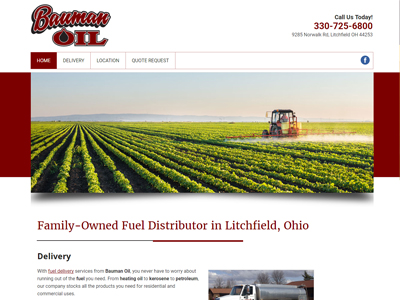 Bauman
OIL
Call Us Today!
330-725-6800
9285 Norwalk Rd, Litchfield OH 44253
HOME
DELIVERY
LOCATION
QUOTE REQUEST
f
Family-Owned Fuel Distributor in Litchfield, Ohio
Delivery
With fuel delivery services from Bauman Oil, you never have to worry about
running out of the fuel you need. From heating oil to kerosene to petroleum,
our company stocks all the products you need for residential and
commercial uses.